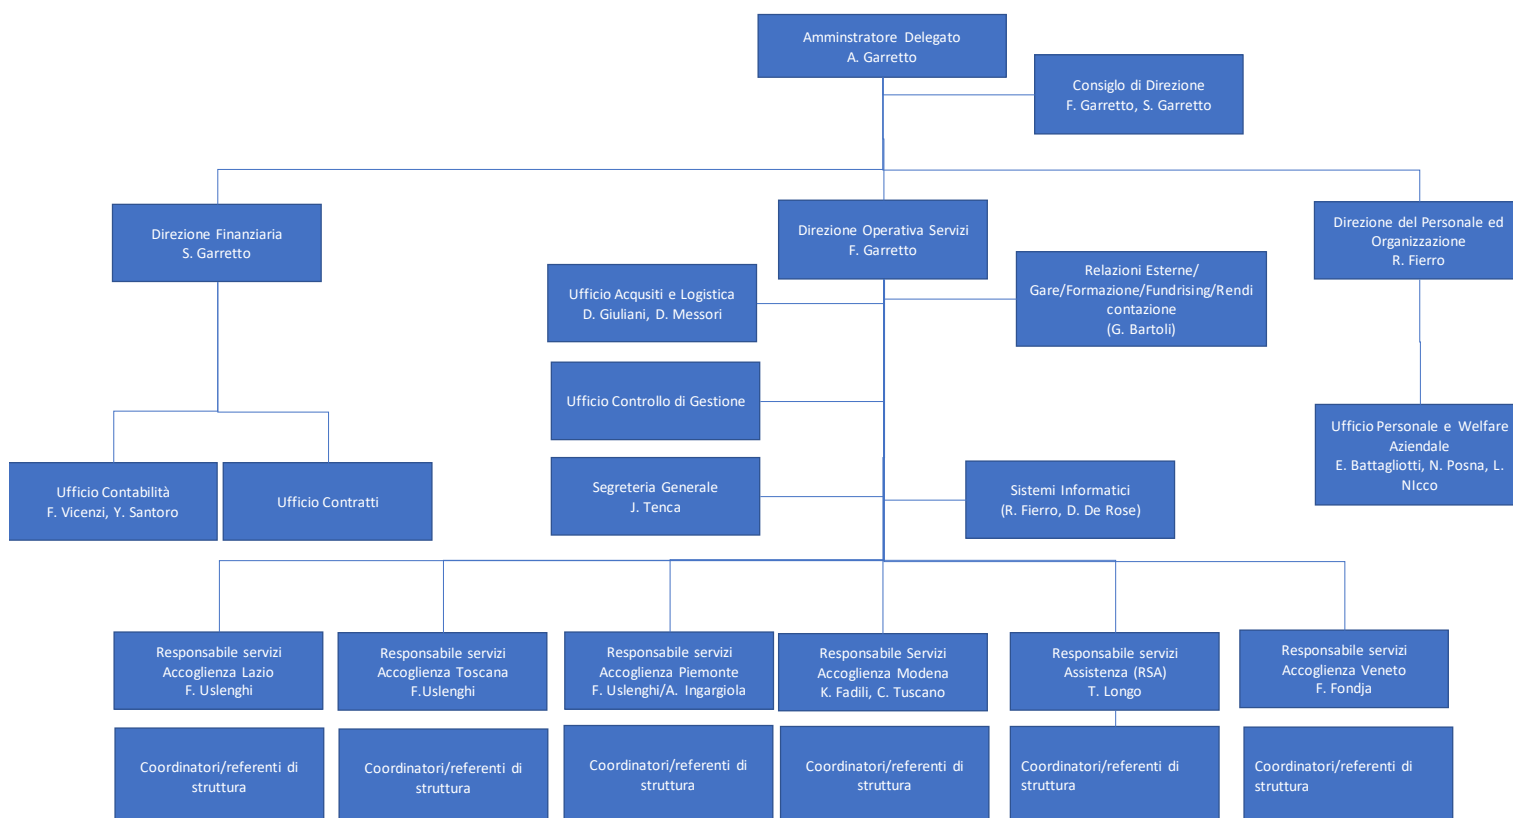 Amminstratore Delegato
A. Garretto
Consiglo di Direzione
F. Garretto, S. Garretto
Direzione Finanziaria
S. Garretto
Direzione Operativa Servizi
F. Garretto
Direzione del Personale ed
Organizzazione
R. Fierro
Ufficio Acqusiti e Logistica
D. Giuliani, D. Messori
Relazioni Esterne/
Gare/Formazione/Fundrising/Rendi
contazione
(G. Bartoli)
Ufficio Controllo di Gestione
Ufficio Personale e Welfare
Aziendale
E. Battagliotti, N. Posna, L.
NIcco
Ufficio Contabilità
F. Vicenzi, Y. Santoro
Ufficio Contratti
Segreteria Generale
J. Tenca
Sistemi Informatici
(R. Fierro, D. De Rose)
Responsabile servizi
Accoglienza Lazio
F. Uslenghi
Responsabile servizi
Accoglienza Toscana
F.Uslenghi
Responsabile servizi
Accoglienza Piemonte
F. Uslenghi/A. Ingargiola
Responsabile Servizi
Accoglienza Modena
K. Fadili, C. Tuscano
Responsabile servizi
Assistenza (RSA)
T. Longo
Responsabile servizi
Accoglienza Veneto
F. Fondja
Coordinatori/referenti di
struttura
Coordinatori/referenti di
struttura
Coordinatori/referenti di
struttura
Coordinatori/referenti di
struttura
Coordinatori/referenti di
struttura
Coordinatori/referenti di
struttura